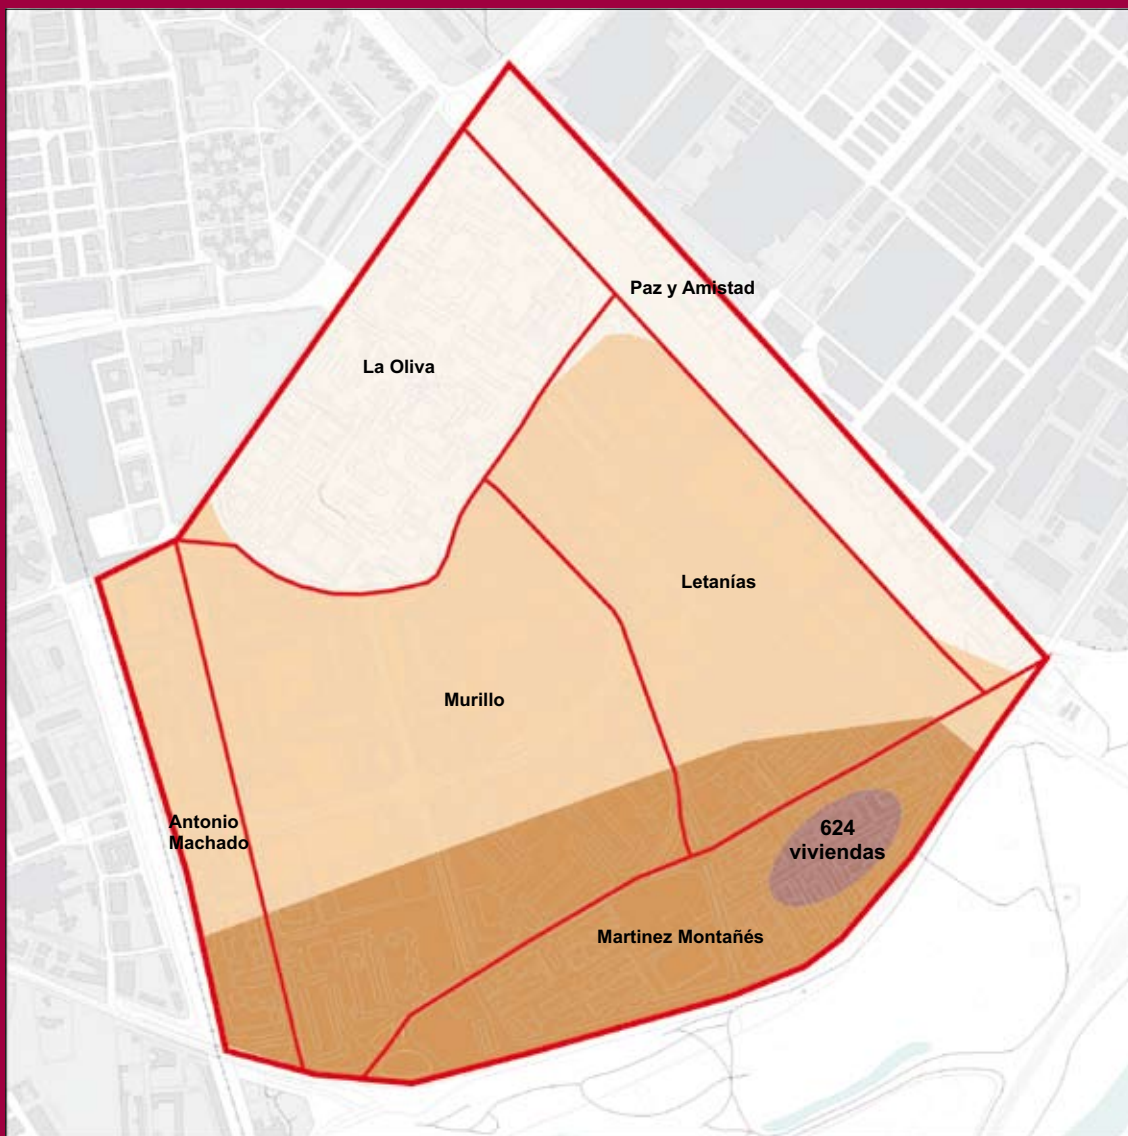 Paz y Amistad
La Oliva
Letanías
Murillo
Antonio
Machado
624
viviendas
Martinez Montañés